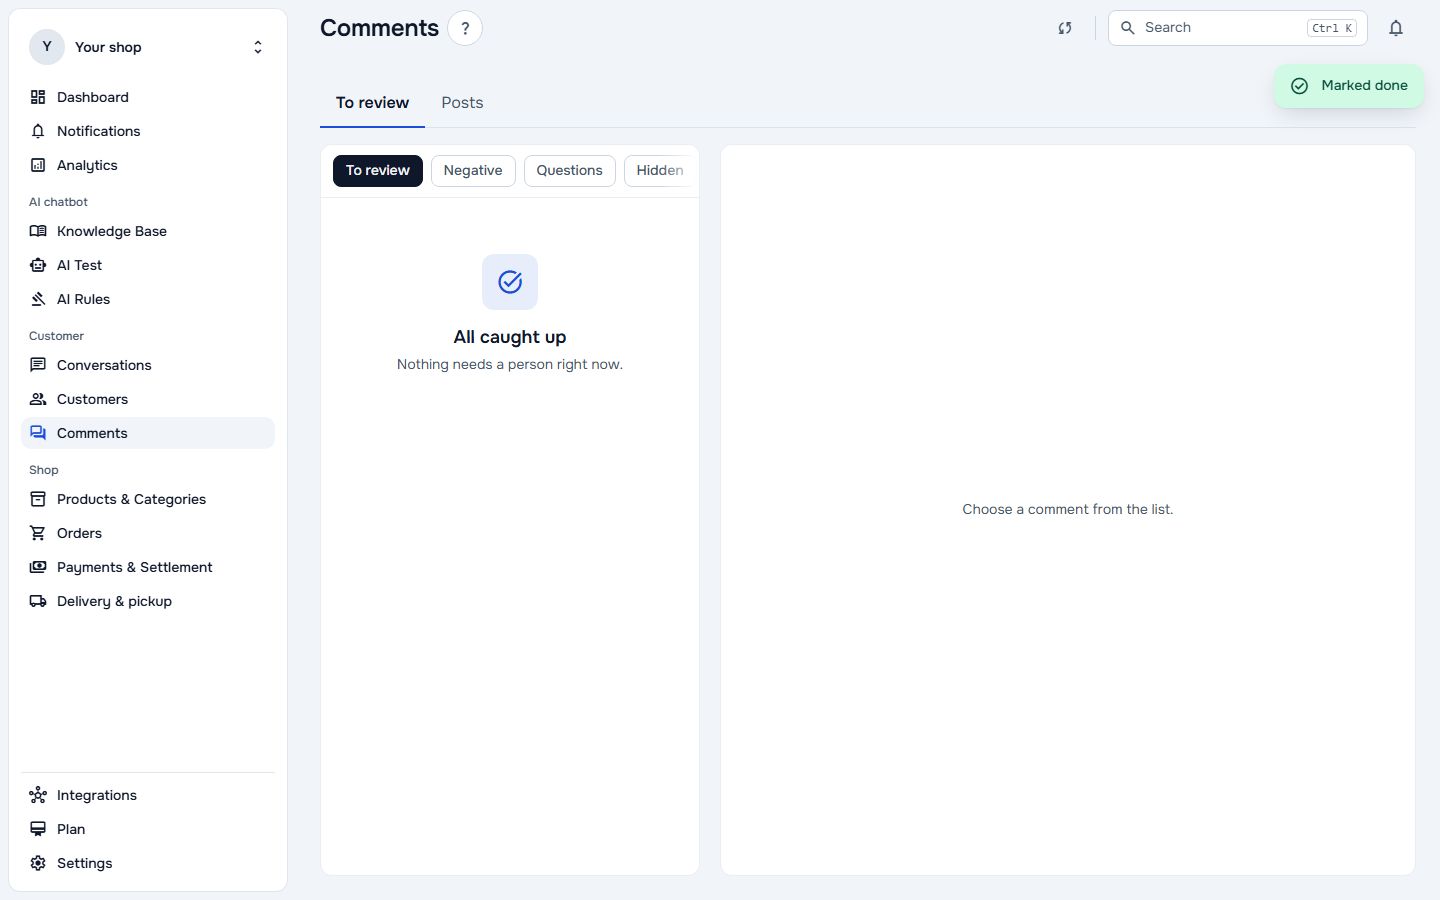 Y
Your shop
Dashboard
Notifications
Analytics
AI chatbot
Knowledge Base
AI Test
AI Rules
Customer
Conversations
Customers
Comments
Shop
Products & Categories
Orders
Payments & Settlement
Delivery & pickup
Integrations
Plan
Settings
Comments ?
Search Ctrl K
Marked done
To review Posts
To review Negative Questions Hidden
All caught up
Nothing needs a person right now.
Choose a comment from the list.